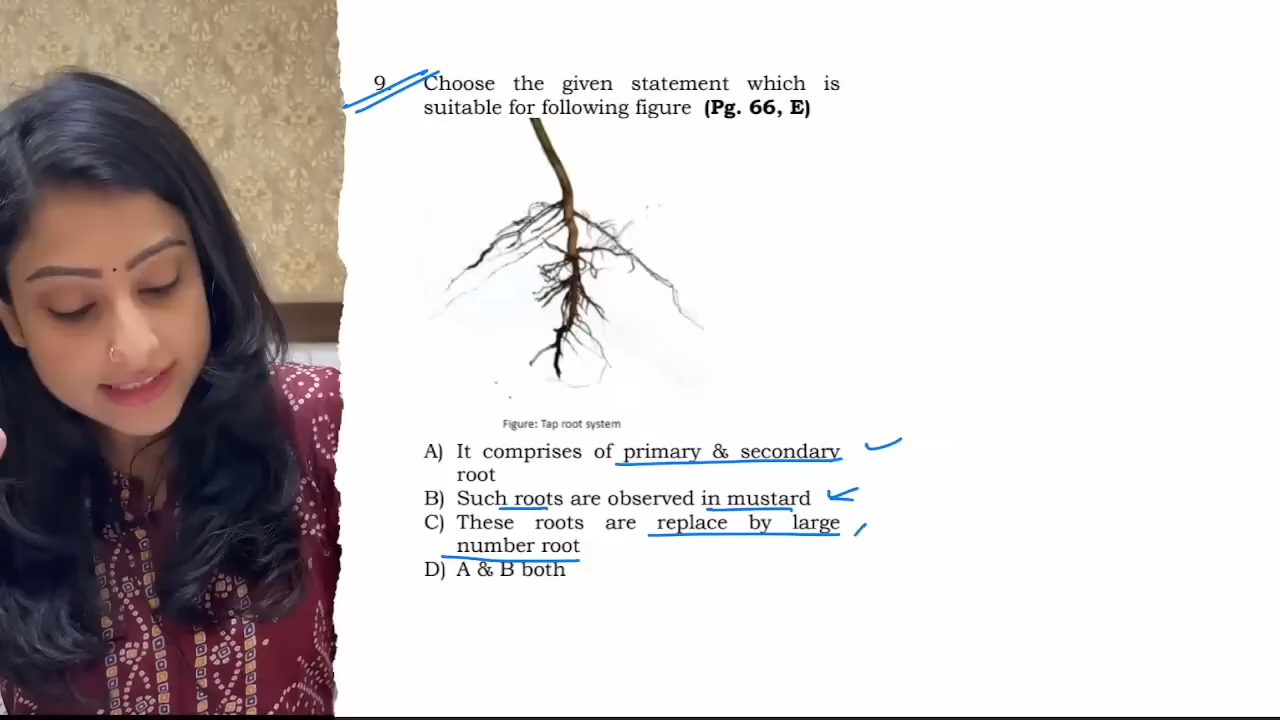 9. Choose the given statement which is
suitable for following figure (Pg. 66, E)
Figure: Tap root system
A) It comprises of primary & secondary
root
B) Such roots are observed in mustard
C) These roots are replace by large
number root
D) A & B both